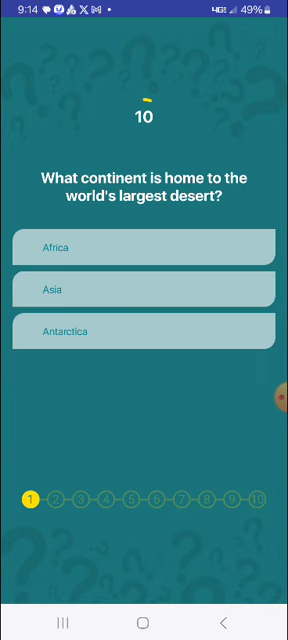 9:14 4GE 49%
10
What continent is home to the
world's largest desert?
Africa
Asia
Antarctica
1 2 3 4 5 6 7 8 9 10